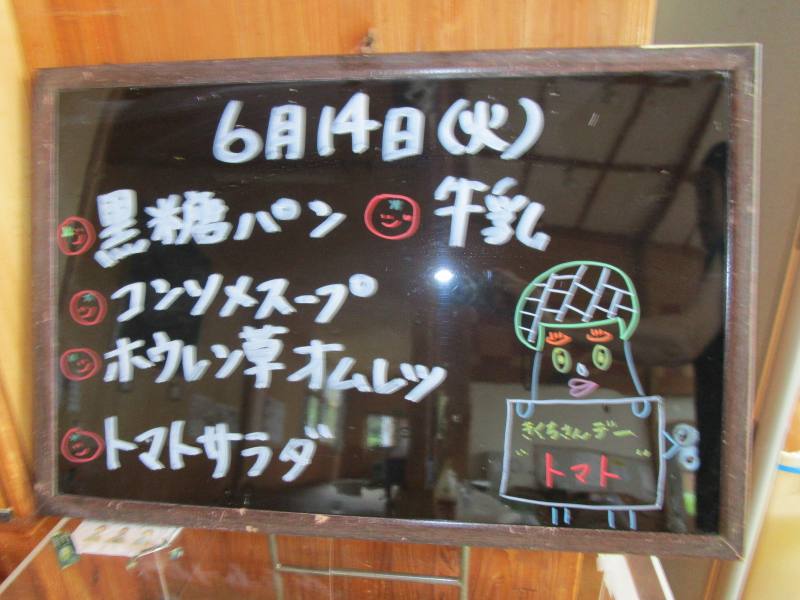 6月14日(火)
黒糖パン 牛乳
コンソメスープ
ホウレン草オムレツ
トマトサラダ
きくちさんデー
"トマト"